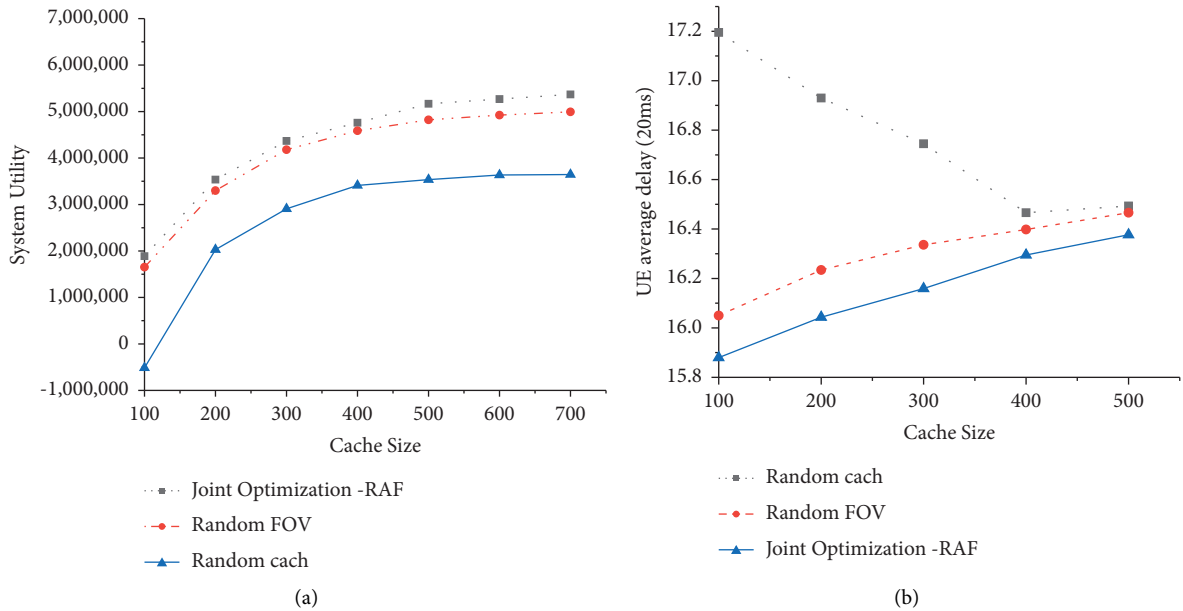 7,000,000
6,000,000
5,000,000
4,000,000
3,000,000
2,000,000
1,000,000
0
-1,000,000
System Utility
100 200 300 400 500 600 700
Cache Size
Joint Optimization -RAF
Random FOV
Random cach
(a)
17.2
17.0
16.8
16.6
16.4
16.2
16.0
15.8
UE average delay (20ms)
100 200 300 400 500
Cache Size
Random cach
Random FOV
Joint Optimization -RAF
(b)